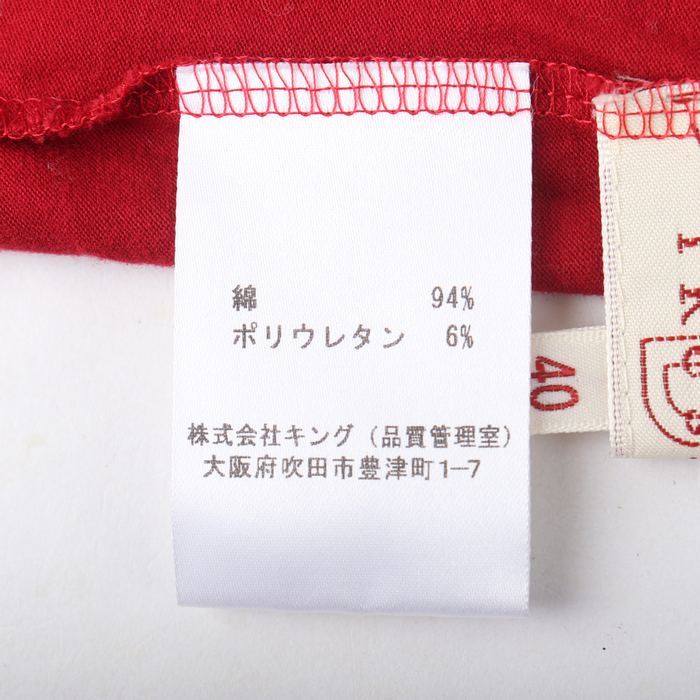 綿 94%
ポリウレタン 6%
株式会社キング（品質管理室）
大阪府吹田市豊津町1-7
40